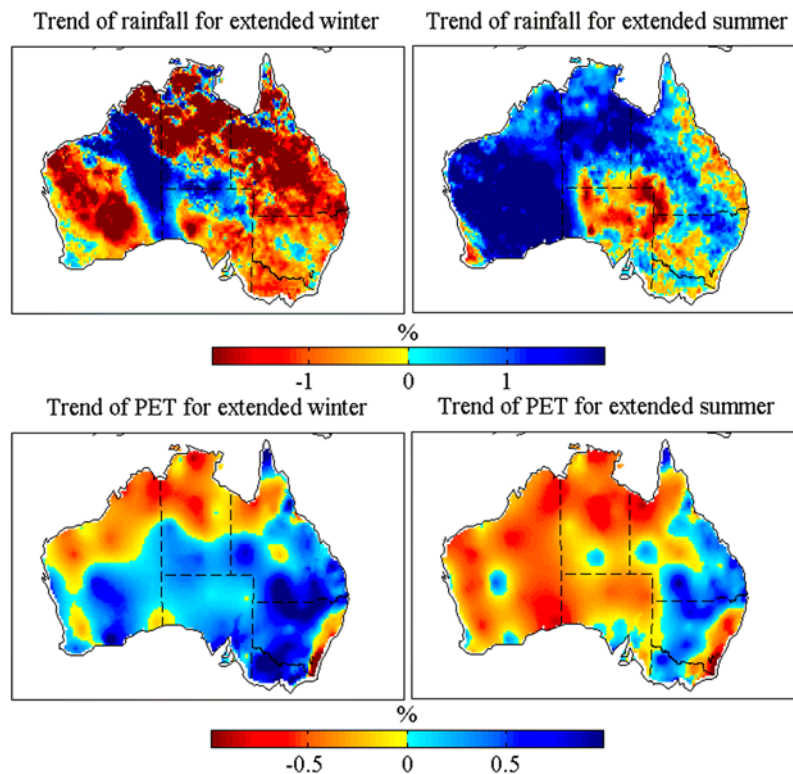 Trend of rainfall for extended winter
Trend of rainfall for extended summer
%
-1 0 1
Trend of PET for extended winter
Trend of PET for extended summer
%
-0.5 0 0.5